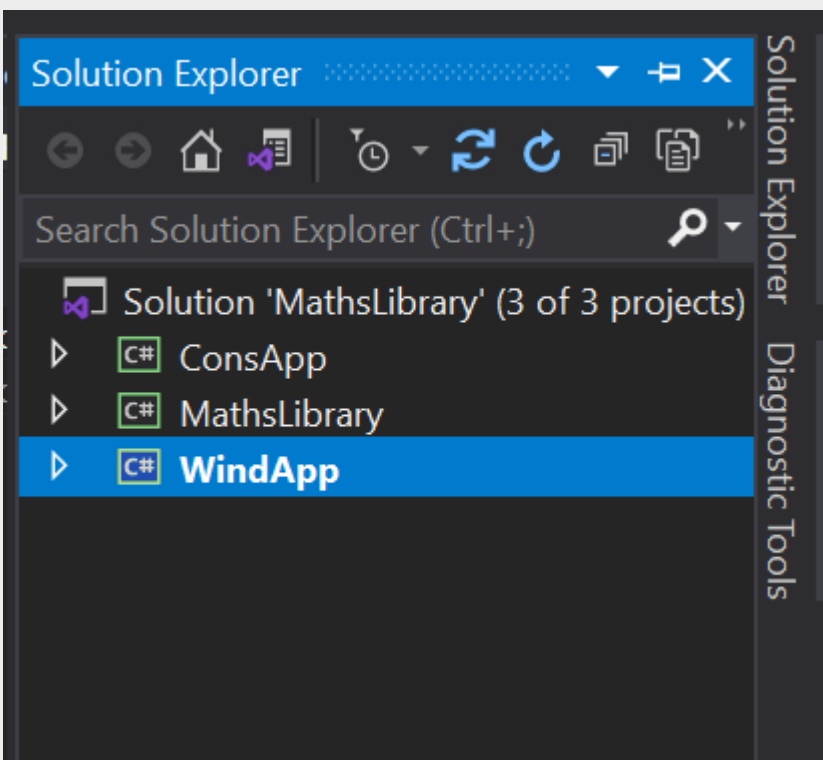 Solution Explorer
Search Solution Explorer (Ctrl+;)
Solution 'MathsLibrary' (3 of 3 projects)
C# ConsApp
C# MathsLibrary
C# WindApp
Solution Explorer
Diagnostic Tools